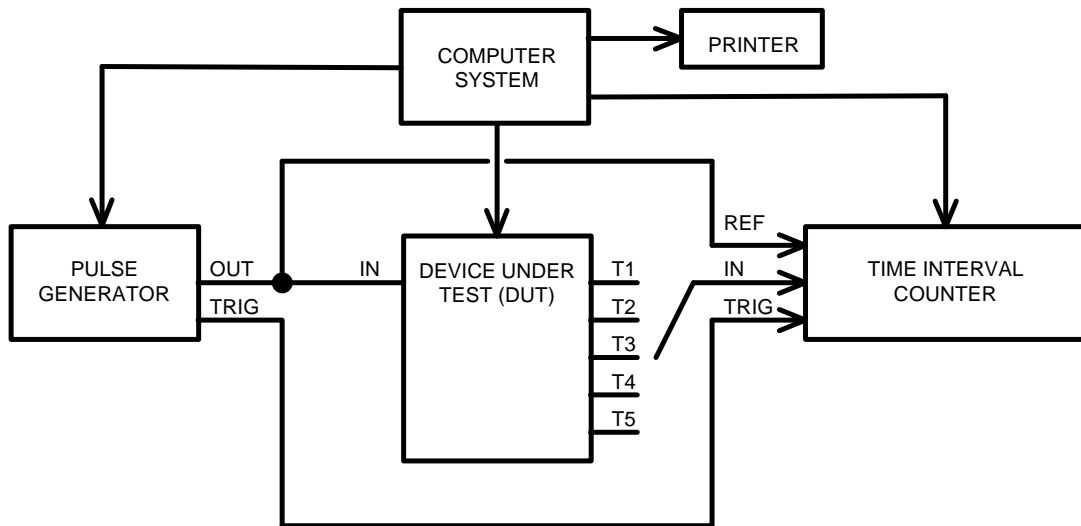 COMPUTER
SYSTEM
PRINTER
PULSE
GENERATOR
OUT
TRIG
IN
DEVICE UNDER
TEST (DUT)
T1
T2
T3
T4
T5
REF
IN
TRIG
TIME INTERVAL
COUNTER